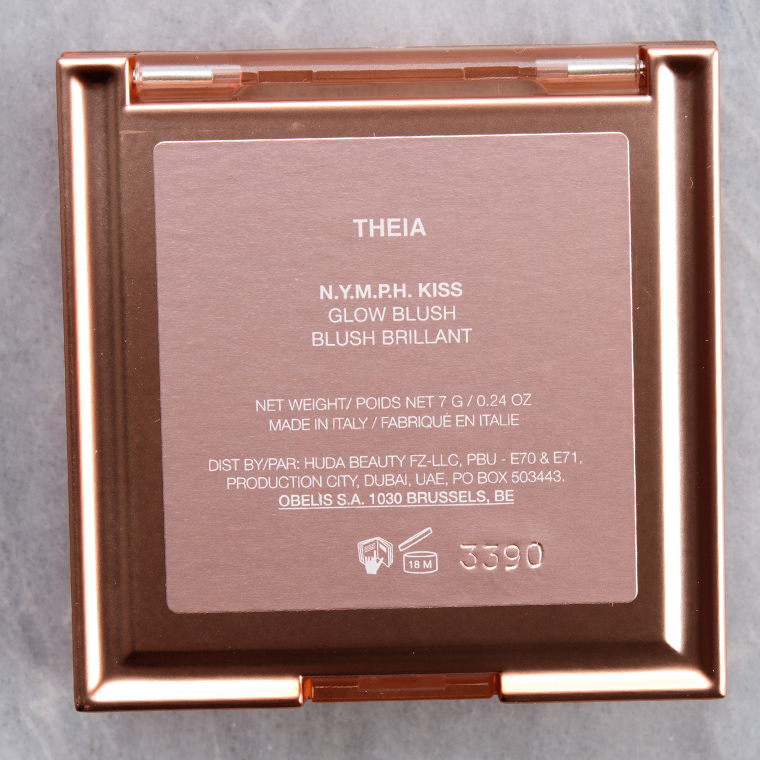 THEIA
N.Y.M.P.H. KISS
GLOW BLUSH
BLUSH BRILLANT
NET WEIGHT/ POIDS NET 7 G / 0.24 OZ
MADE IN ITALY / FABRIQUÉ EN ITALIE
DIST BY/PAR: HUDA BEAUTY FZ-LLC, PBU - E70 & E71,
PRODUCTION CITY, DUBAI, UAE, PO BOX 503443.
OBELIS S.A. 1030 BRUSSELS, BE
18 M 3390